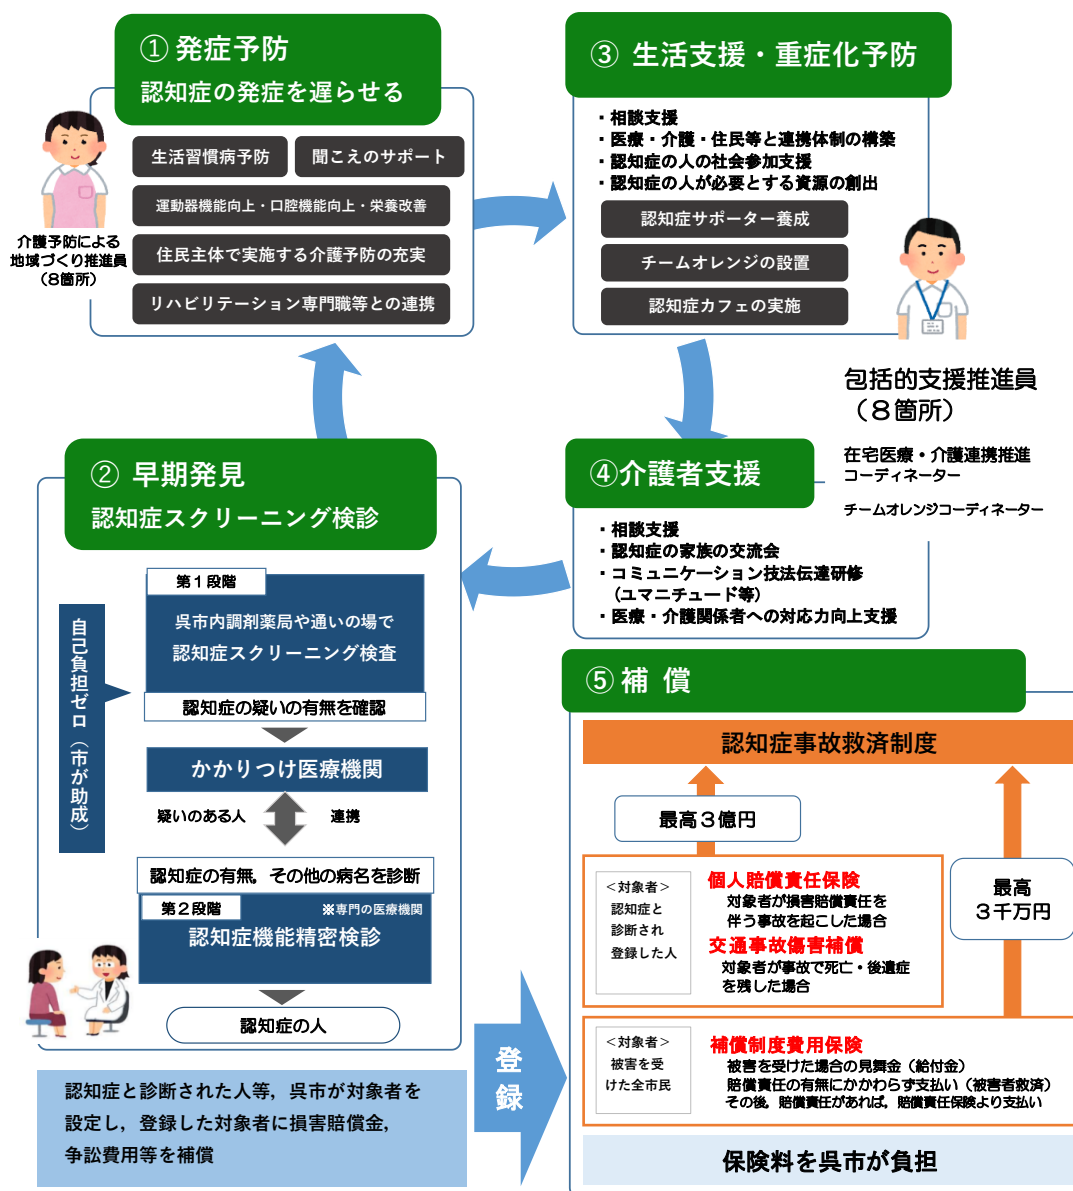 ① 発症予防
認知症の発症を遅らせる
生活習慣病予防
聞こえのサポート
運動器機能向上・口腔機能向上・栄養改善
住民主体で実施する介護予防の充実
リハビリテーション専門職等との連携
介護予防による
地域づくり推進員
（8箇所）
③ 生活支援・重症化予防
・相談支援
・医療・介護・住民等と連携体制の構築
・認知症の人の社会参加支援
・認知症の人が必要とする資源の創出
認知症サポーター養成
チームオレンジの設置
認知症カフェの実施
包括的支援推進員
（８箇所）
在宅医療・介護連携推進
コーディネーター
チームオレンジコーディネーター
② 早期発見
認知症スクリーニング検診
第１段階
呉市内調剤薬局や通いの場で
認知症スクリーニング検査
認知症の疑いの有無を確認
自己負担ゼロ（市が助成）
かかりつけ医療機関
疑いのある人
連携
認知症の有無，その他の病名を診断
第２段階
※専門の医療機関
認知症機能精密検診
認知症の人
④介護者支援
・相談支援
・認知症の家族の交流会
・コミュニケーション技法伝達研修
（ユマニチュード等）
・医療・介護関係者への対応力向上支援
⑤補 償
認知症事故救済制度
最高３億円
最高
３千万円
＜対象者＞
認知症と
診断され
登録した人
個人賠償責任保険
対象者が損害賠償責任を
伴う事故を起こした場合
交通事故傷害補償
対象者が事故で死亡・後遺症
を残した場合
＜対象者＞
被害を受
けた全市民
補償制度費用保険
被害を受けた場合の見舞金（給付金）
賠償責任の有無にかかわらず支払い（被害者救済）
その後，賠償責任があれば，賠償責任保険より支払い
保険料を呉市が負担
登録
認知症と診断された人等，呉市が対象者を
設定し，登録した対象者に損害賠償金，
争訟費用等を補償